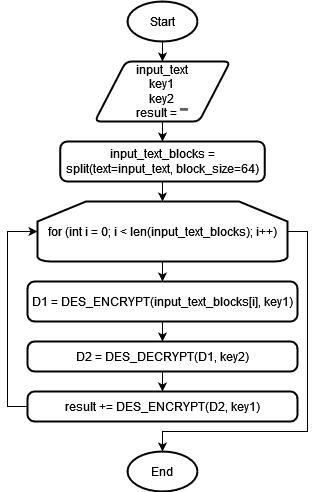 Start
input_text
key1
key2
result = ""
input_text_blocks =
split(text=input_text, block_size=64)
for (int i = 0; i < len(input_text_blocks); i++)
D1 = DES_ENCRYPT(input_text_blocks[i], key1)
D2 = DES_DECRYPT(D1, key2)
result += DES_ENCRYPT(D2, key1)
End